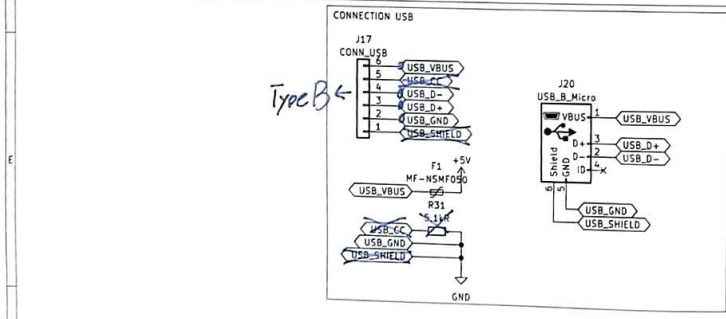 CONNECTION USB
J17
CONN_USB
6 USB_VBUS
5 USB_CC
4 USB_D-
3 USB_D+
2 USB_GND
1 USB_SHIELD
Type B ←
F1
+5V
MF-NSMF050
USB_VBUS
R31
5.1kR
USB_CC
USB_GND
USB_SHIELD
GND
J20
USB_B_Micro
VBUS 1 USB_VBUS
D+ 3 USB_D+
D- 2 USB_D-
ID 4
Shield
GND
6
5
USB_GND
USB_SHIELD
E